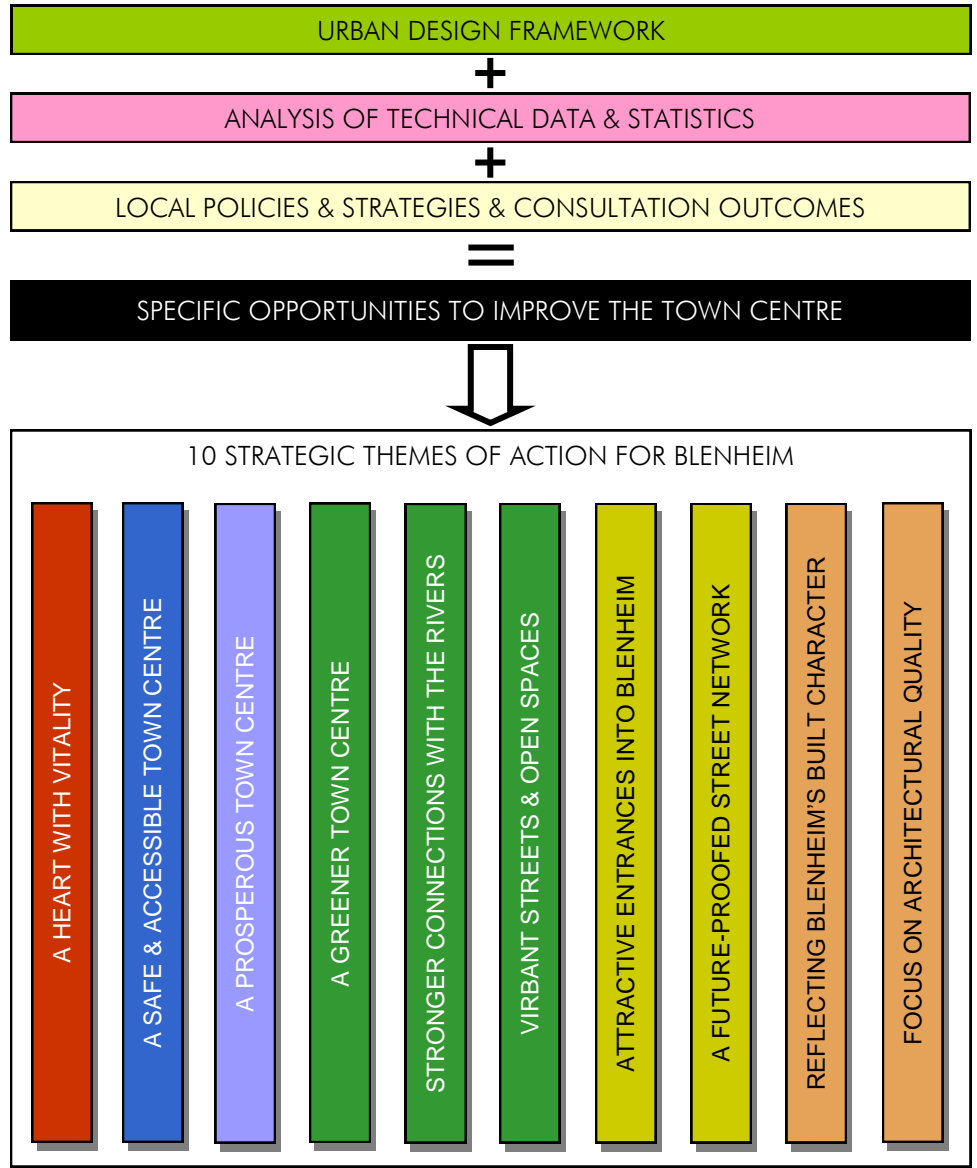 URBAN DESIGN FRAMEWORK
+
ANALYSIS OF TECHNICAL DATA & STATISTICS
+
LOCAL POLICIES & STRATEGIES & CONSULTATION OUTCOMES
=
SPECIFIC OPPORTUNITIES TO IMPROVE THE TOWN CENTRE
10 STRATEGIC THEMES OF ACTION FOR BLENHEIM
A HEART WITH VITALITY
A SAFE & ACCESSIBLE TOWN CENTRE
A PROSPEROUS TOWN CENTRE
A GREENER TOWN CENTRE
STRONGER CONNECTIONS WITH THE RIVERS
VIRBANT STREETS & OPEN SPACES
ATTRACTIVE ENTRANCES INTO BLENHEIM
A FUTURE-PROOFED STREET NETWORK
REFLECTING BLENHEIM'S BUILT CHARACTER
FOCUS ON ARCHITECTURAL QUALITY